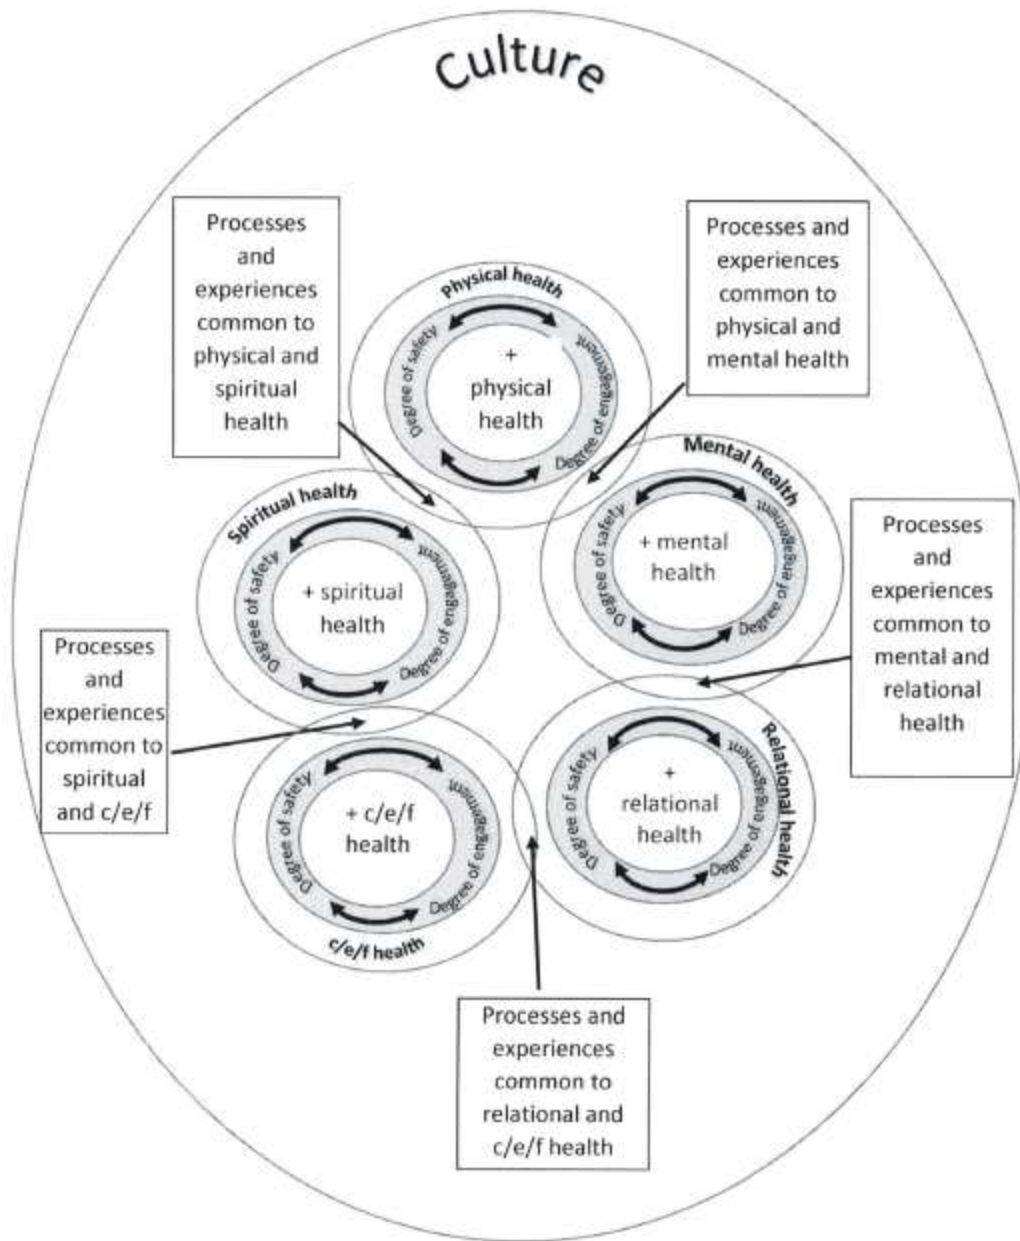 Culture
Processes
and
experiences
common to
physical and
spiritual
health
Processes and
experiences
common to
physical and
mental health
Physical health
Degree of safety
Degree of engagement
+
physical
health
Mental health
Degree of safety
Degree of engagement
+ mental
health
Spiritual health
Degree of safety
Degree of engagement
+ spiritual
health
Processes
and
experiences
common to
mental and
relational
health
Processes
and
experiences
common to
spiritual
and c/e/f
Degree of safety
Degree of engagement
+ c/e/f
health
c/e/f health
Relational health
Degree of safety
Degree of engagement
+
relational
health
Processes and
experiences
common to
relational and
c/e/f health